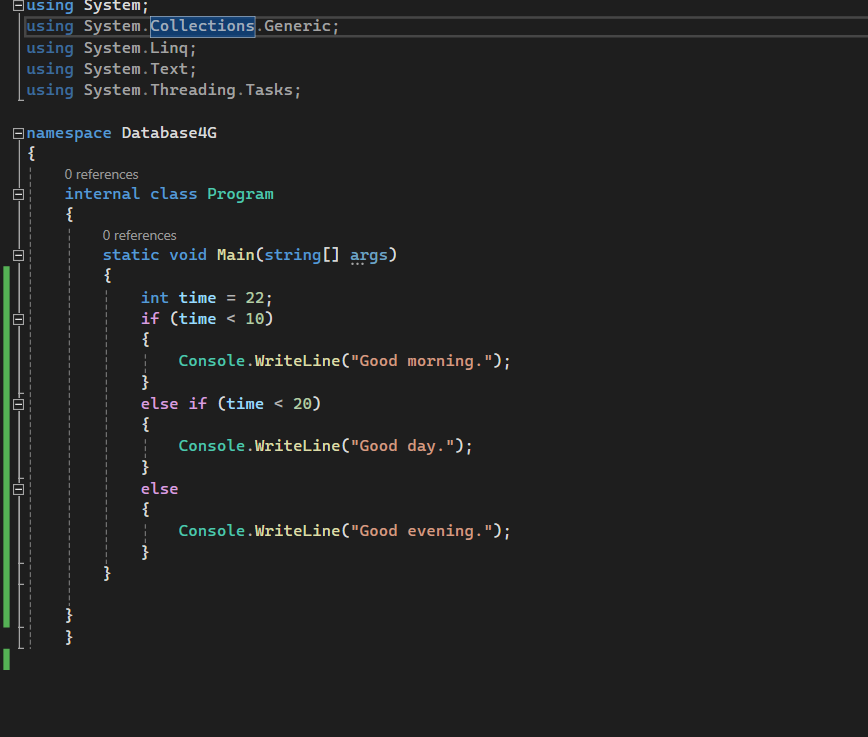 using System;
using System.Collections.Generic;
using System.Linq;
using System.Text;
using System.Threading.Tasks;
namespace Database4G
{
0 references
internal class Program
{
0 references
static void Main(string[] args)
{
int time = 22;
if (time < 10)
{
Console.WriteLine("Good morning.");
}
else if (time < 20)
{
Console.WriteLine("Good day.");
}
else
{
Console.WriteLine("Good evening.");
}
}
}
}